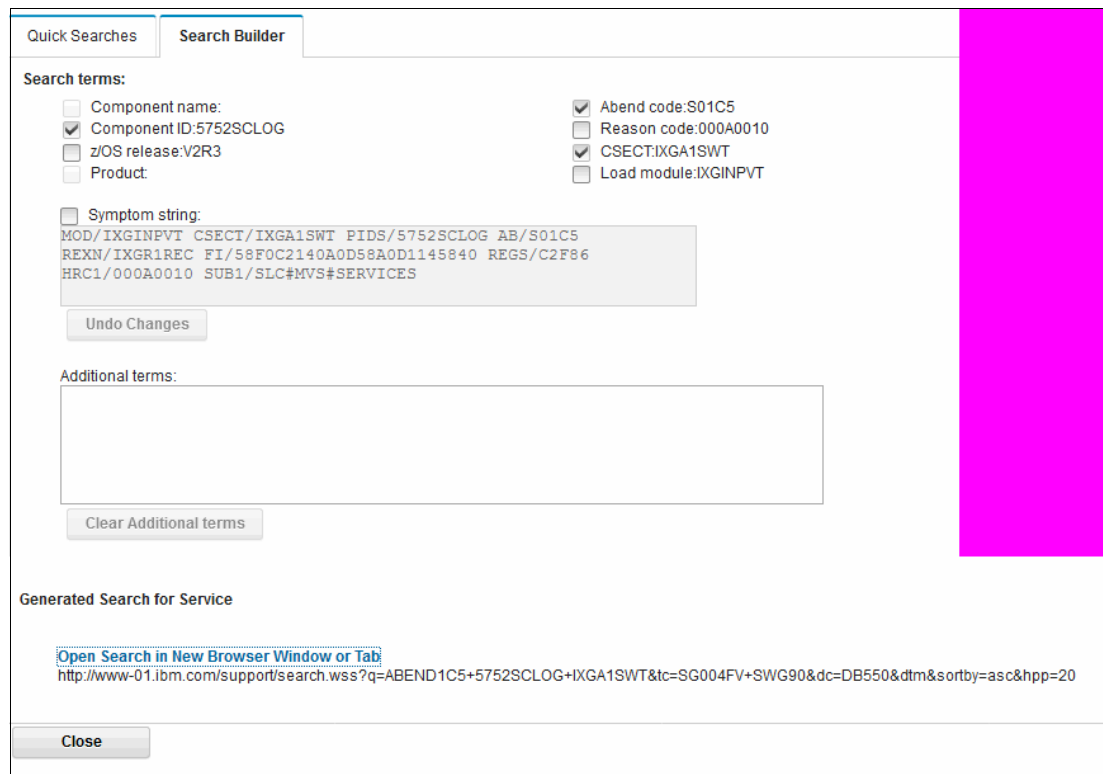 Quick Searches
Search Builder
Search terms:
Component name:
Component ID:5752SCLOG
z/OS release:V2R3
Product:
Abend code:S01C5
Reason code:000A0010
CSECT:IXGA1SWT
Load module:IXGINPVT
Symptom string:
MOD/IXGINPVT CSECT/IXGA1SWT PIDS/5752SCLOG AB/S01C5
REXN/IXGR1REC FI/58F0C2140A0D58A0D1145840 REGS/C2F86
HRC1/000A0010 SUB1/SLC#MVS#SERVICES
Undo Changes
Additional terms:
Clear Additional terms
Generated Search for Service
Open Search in New Browser Window or Tab
http://www-01.ibm.com/support/search.wss?q=ABEND1C5+5752SCLOG+IXGA1SWT&tc=SG004FV+SWG90&dc=DB550&dtm&sortby=asc&hpp=20
Close